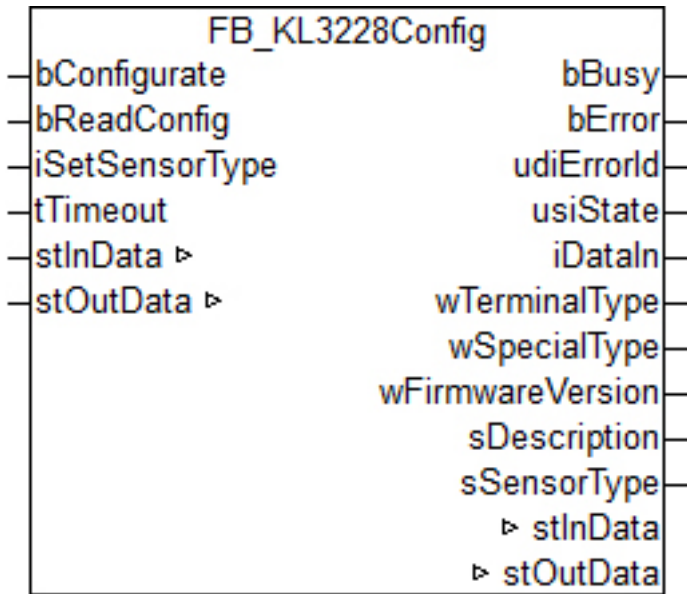 FB_KL3228Config
bConfigurate bBusy
bReadConfig bError
iSetSensorType udiErrorId
tTimeout usiState
stInData iDataIn
stOutData wTerminalType
wSpecialType
wFirmwareVersion
sDescription
sSensorType
stInData
stOutData